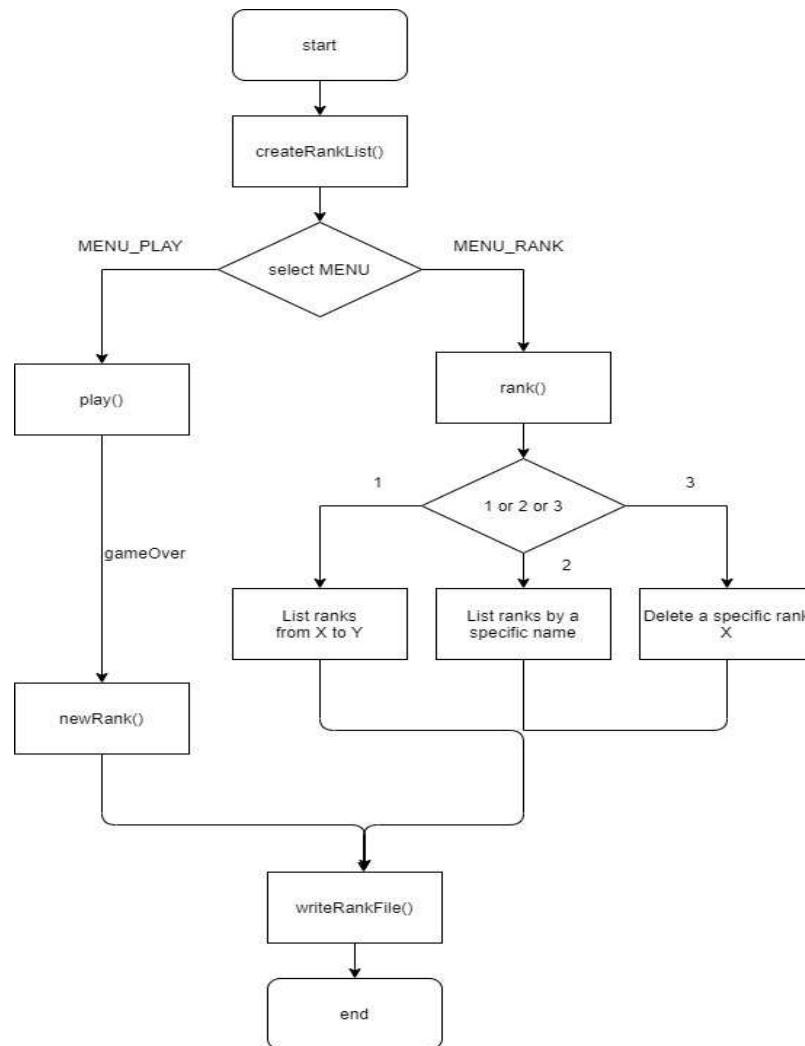 start
createRankList()
MENU_PLAY
MENU_RANK
select MENU
play()
rank()
1
3
1 or 2 or 3
gameOver
2
List ranks
from X to Y
List ranks by a
specific name
Delete a specific rank
X
newRank()
writeRankFile()
end